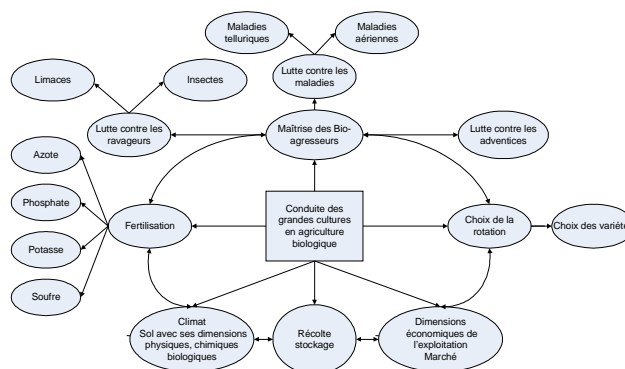 Maladies
telluriques
Maladies
aériennes
Limaces
Insectes
Lutte contre les
maladies
Lutte contre les
ravageurs
Maîtrise des Bio-
agresseurs
Lutte contre les
adventices
Azote
Phosphate
Potasse
Soufre
Fertilisation
Conduite des
grandes cultures
en agriculture
biologique
Choix de la
rotation
Choix des variété
Climat
Sol avec ses dimensions
physiques, chimiques
biologiques
Récolte
stockage
Dimensions
économiques de
l'exploitation
Marché